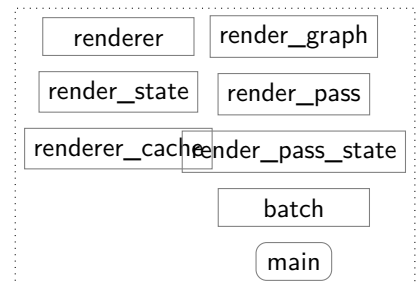 renderer
render_graph
render_state
render_pass
renderer_cache
render_pass_state
batch
main